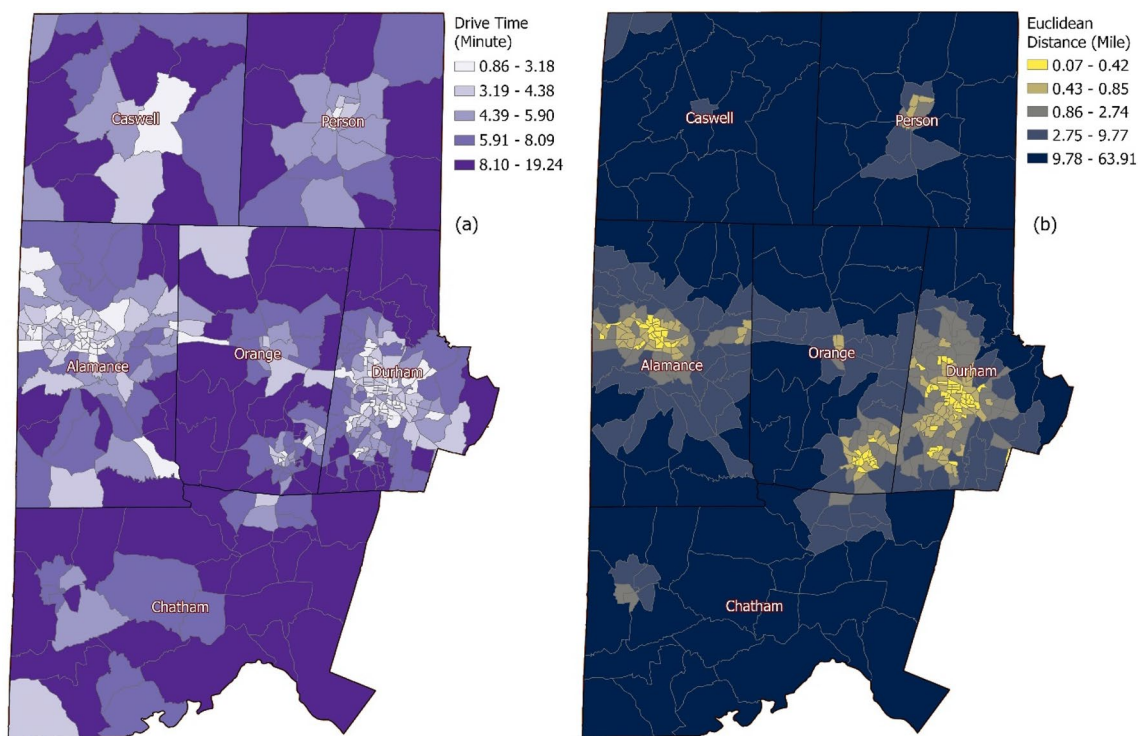 Drive Time
(Minute)
0.86 - 3.18
3.19 - 4.38
4.39 - 5.90
5.91 - 8.09
8.10 - 19.24
Caswell
Person
(a)
Alamance
Orange
Durham
Chatham
Euclidean
Distance (Mile)
0.07 - 0.42
0.43 - 0.85
0.86 - 2.74
2.75 - 9.77
9.78 - 63.91
Caswell
Person
(b)
Alamance
Orange
Durham
Chatham